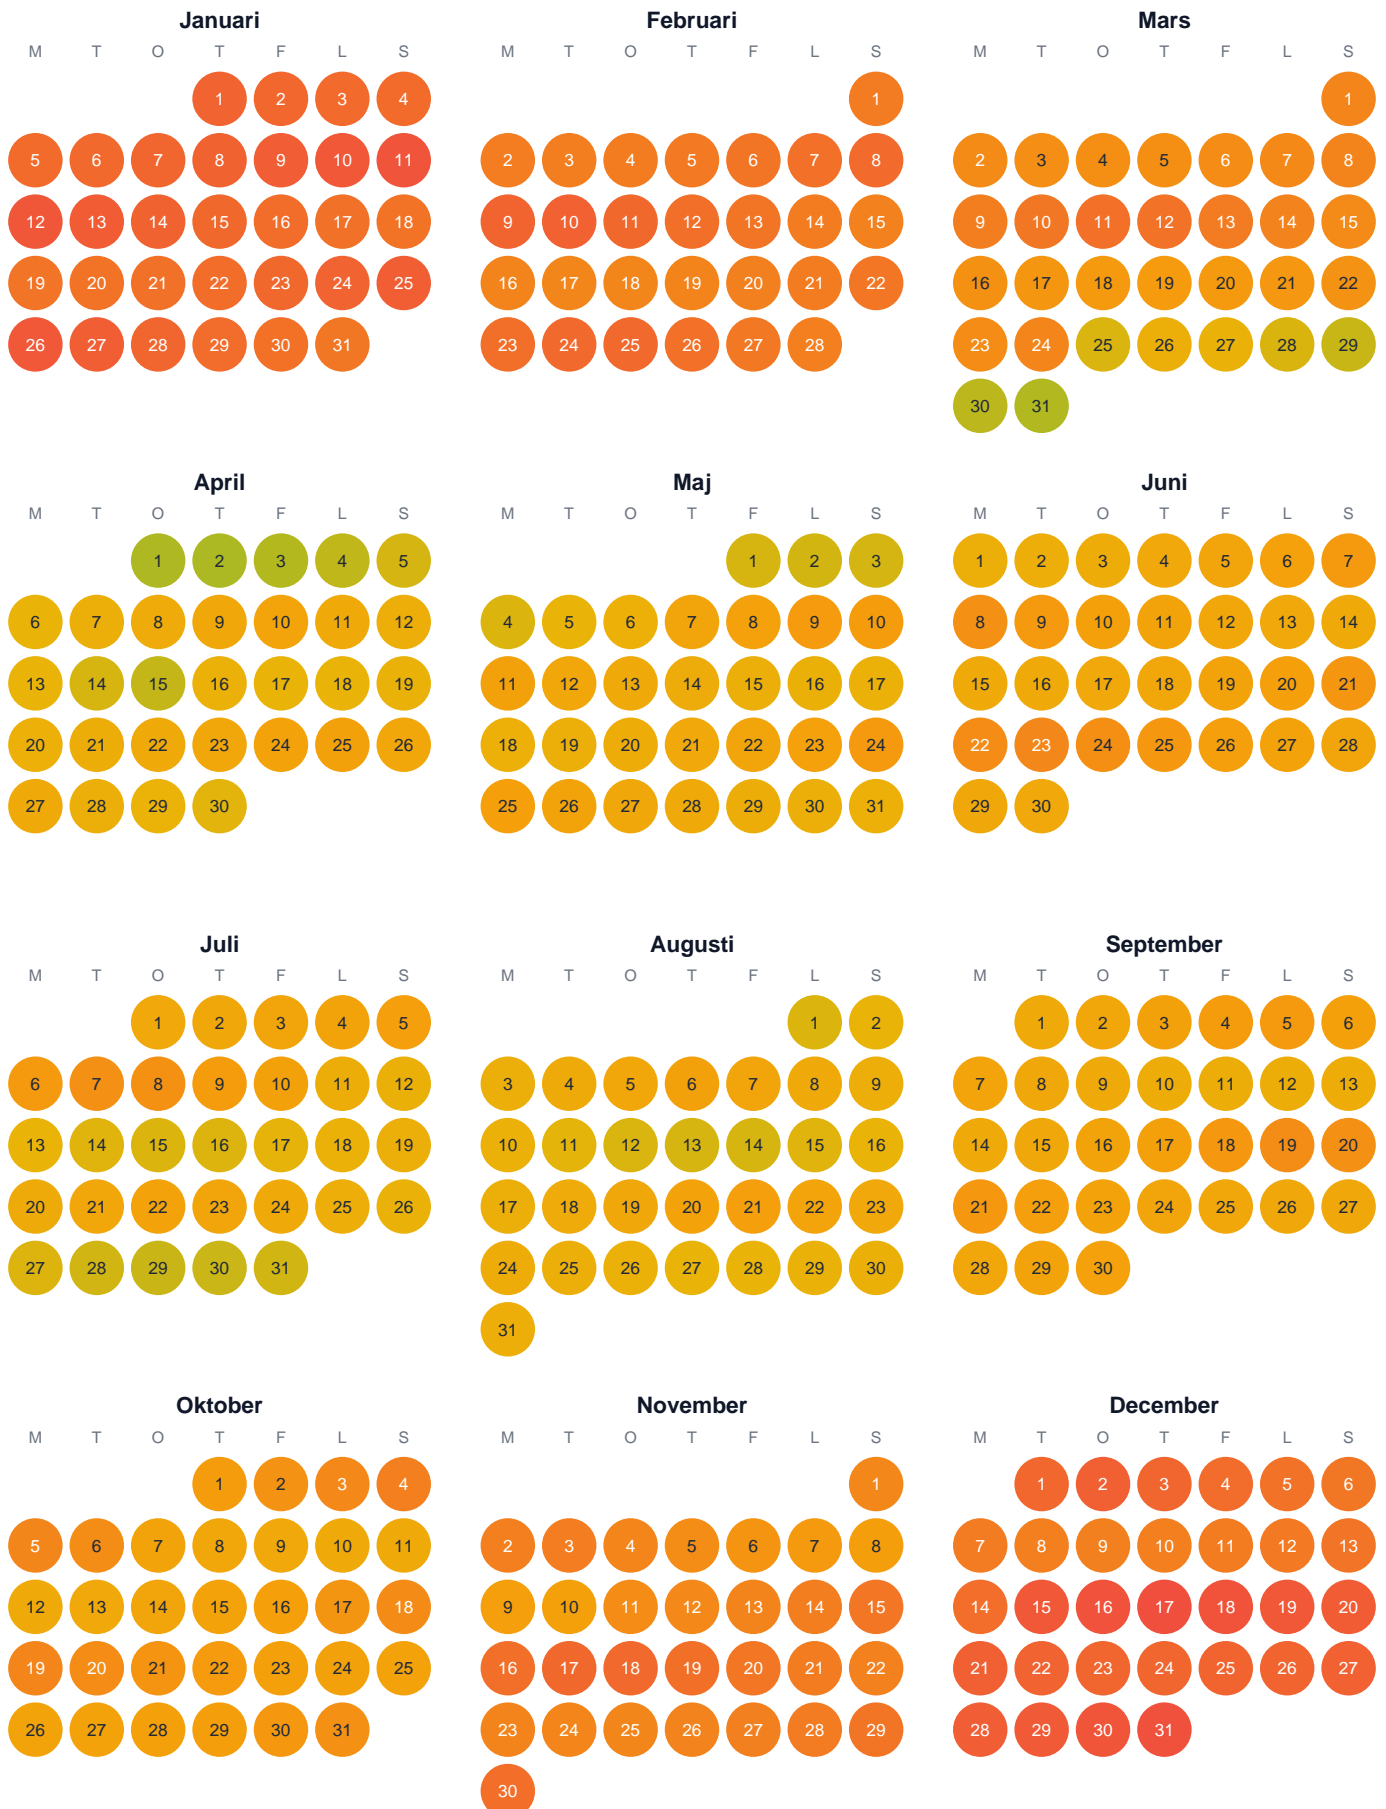 Januari Februari Mars
M T O T F L S M T O T F L S M T O T F L S
1 2 3 4 1 1
5 6 7 8 9 10 11 2 3 4 5 6 7 8 2 3 4 5 6 7 8
12 13 14 15 16 17 18 9 10 11 12 13 14 15 9 10 11 12 13 14 15
19 20 21 22 23 24 25 16 17 18 19 20 21 22 16 17 18 19 20 21 22
26 27 28 29 30 31 23 24 25 26 27 28 23 24 25 26 27 28 29
30 31
April Maj Juni
M T O T F L S M T O T F L S M T O T F L S
1 2 3 4 5 1 2 3 1 2 3 4 5 6 7
6 7 8 9 10 11 12 4 5 6 7 8 9 10 8 9 10 11 12 13 14
13 14 15 16 17 18 19 11 12 13 14 15 16 17 15 16 17 18 19 20 21
20 21 22 23 24 25 26 18 19 20 21 22 23 24 22 23 24 25 26 27 28
27 28 29 30 25 26 27 28 29 30 31 29 30
Juli Augusti September
M T O T F L S M T O T F L S M T O T F L S
1 2 3 4 5 1 2 1 2 3 4 5 6
6 7 8 9 10 11 12 3 4 5 6 7 8 9 7 8 9 10 11 12 13
13 14 15 16 17 18 19 10 11 12 13 14 15 16 14 15 16 17 18 19 20
20 21 22 23 24 25 26 17 18 19 20 21 22 23 21 22 23 24 25 26 27
27 28 29 30 31 24 25 26 27 28 29 30 28 29 30
31
Oktober November December
M T O T F L S M T O T F L S M T O T F L S
1 2 3 4 1 1 2 3 4 5 6
5 6 7 8 9 10 11 2 3 4 5 6 7 8 7 8 9 10 11 12 13
12 13 14 15 16 17 18 9 10 11 12 13 14 15 14 15 16 17 18 19 20
19 20 21 22 23 24 25 16 17 18 19 20 21 22 21 22 23 24 25 26 27
26 27 28 29 30 31 23 24 25 26 27 28 29 28 29 30 31
30